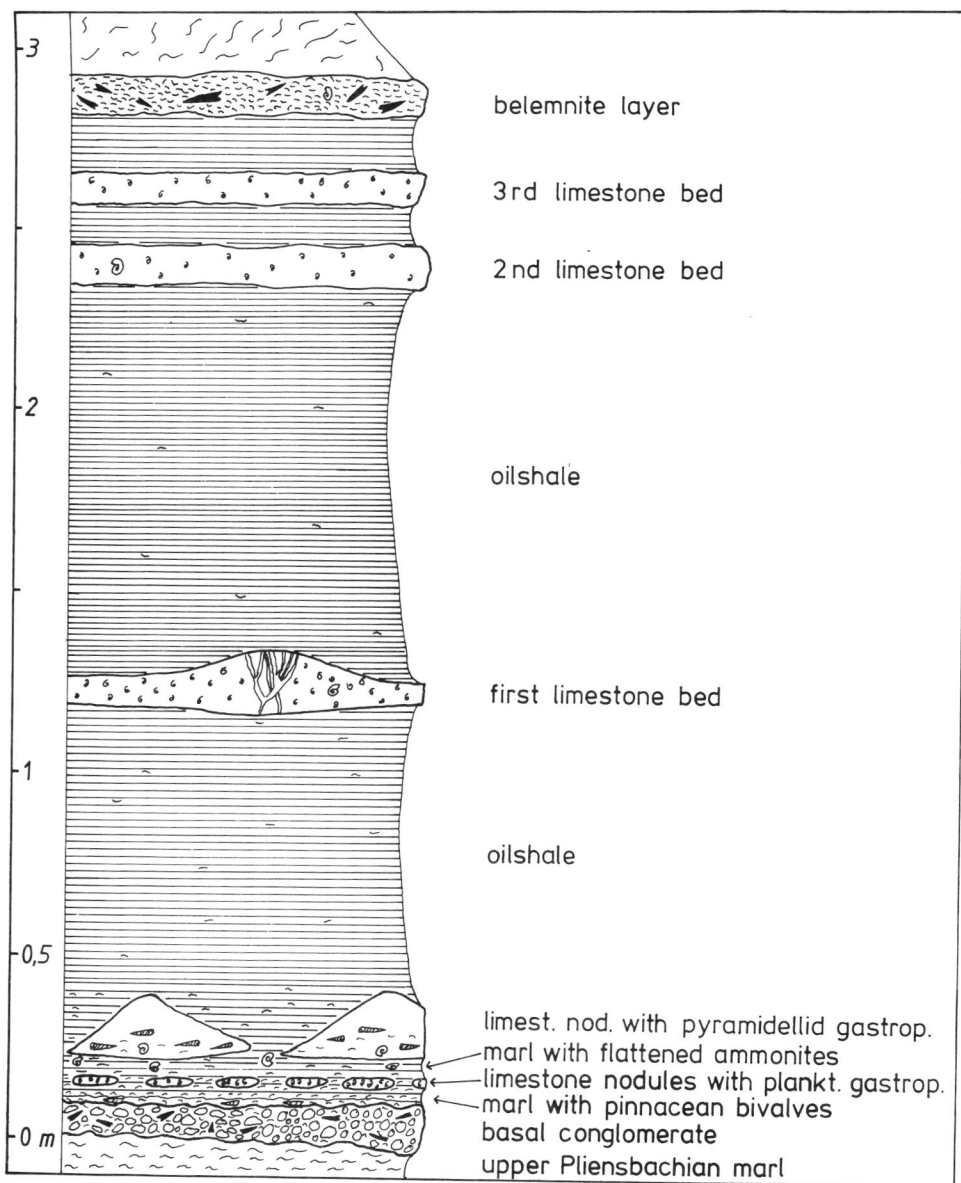 3
belemnite layer
3rd limestone bed
2nd limestone bed
2
oilshale
first limestone bed
1
oilshale
0,5
limest. nod. with pyramidellid gastrop.
marl with flattened ammonites
limestone nodules with plankt. gastrop.
marl with pinnacean bivalves
0 m
basal conglomerate
upper Pliensbachian marl